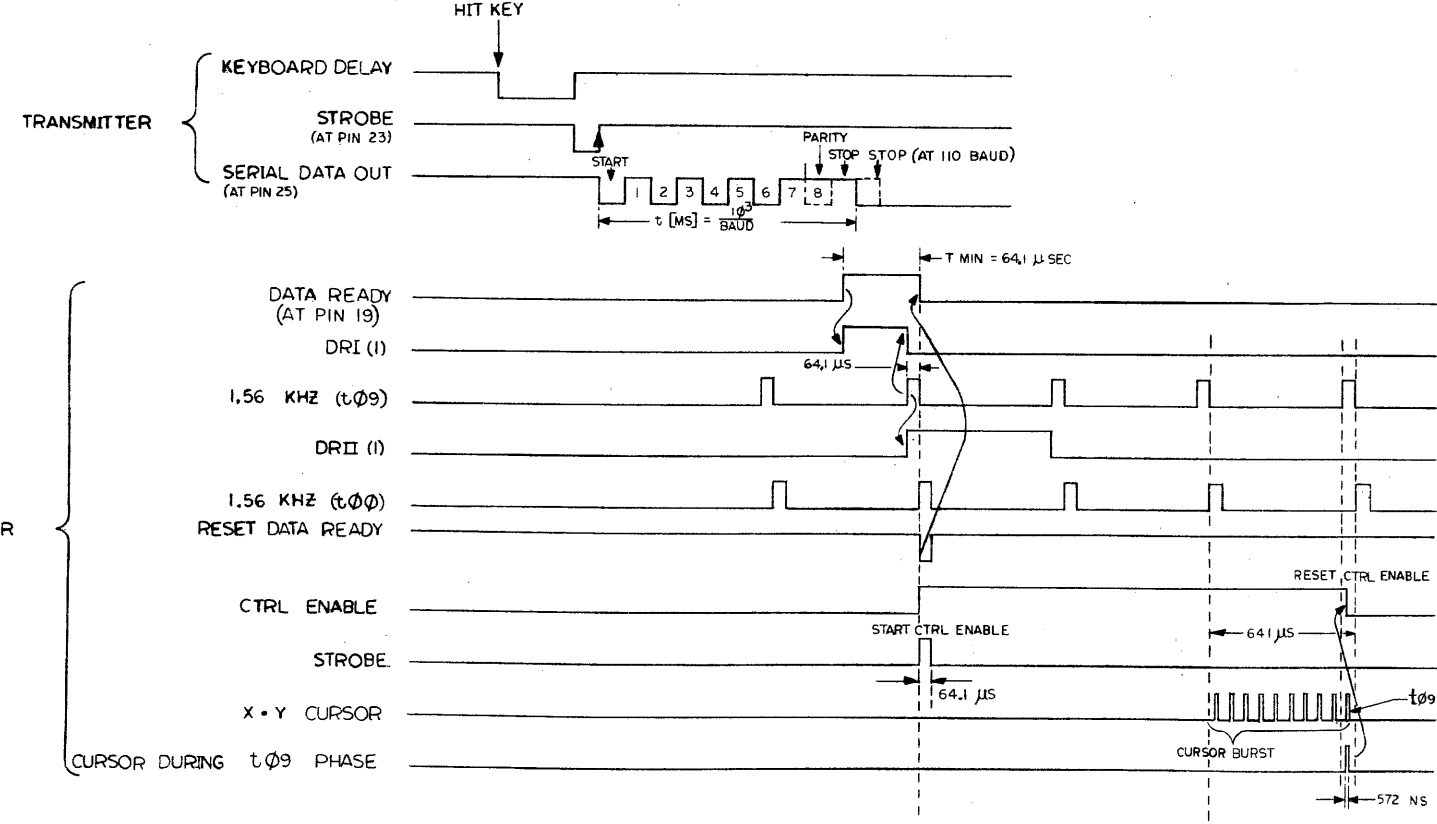 HIT KEY
KEYBOARD DELAY
TRANSMITTER
STROBE
(AT PIN 23)
PARITY
START
STOP STOP (AT 110 BAUD)
SERIAL DATA OUT
(AT PIN 25)
1 2 3 4 5 6 7 8
t [MS] = 1Ø³
BAUD
T MIN = 64.1 µ SEC
DATA READY
(AT PIN 19)
DRI (1)
64.1 µS
1.56 KHZ (tØ9)
DRII (1)
1.56 KHZ (tØØ)
R
RESET DATA READY
RESET CTRL ENABLE
CTRL ENABLE
START CTRL ENABLE
641 µS
STROBE
64.1 µS
X • Y CURSOR
tØ9
CURSOR BURST
CURSOR DURING tØ9 PHASE
572 NS